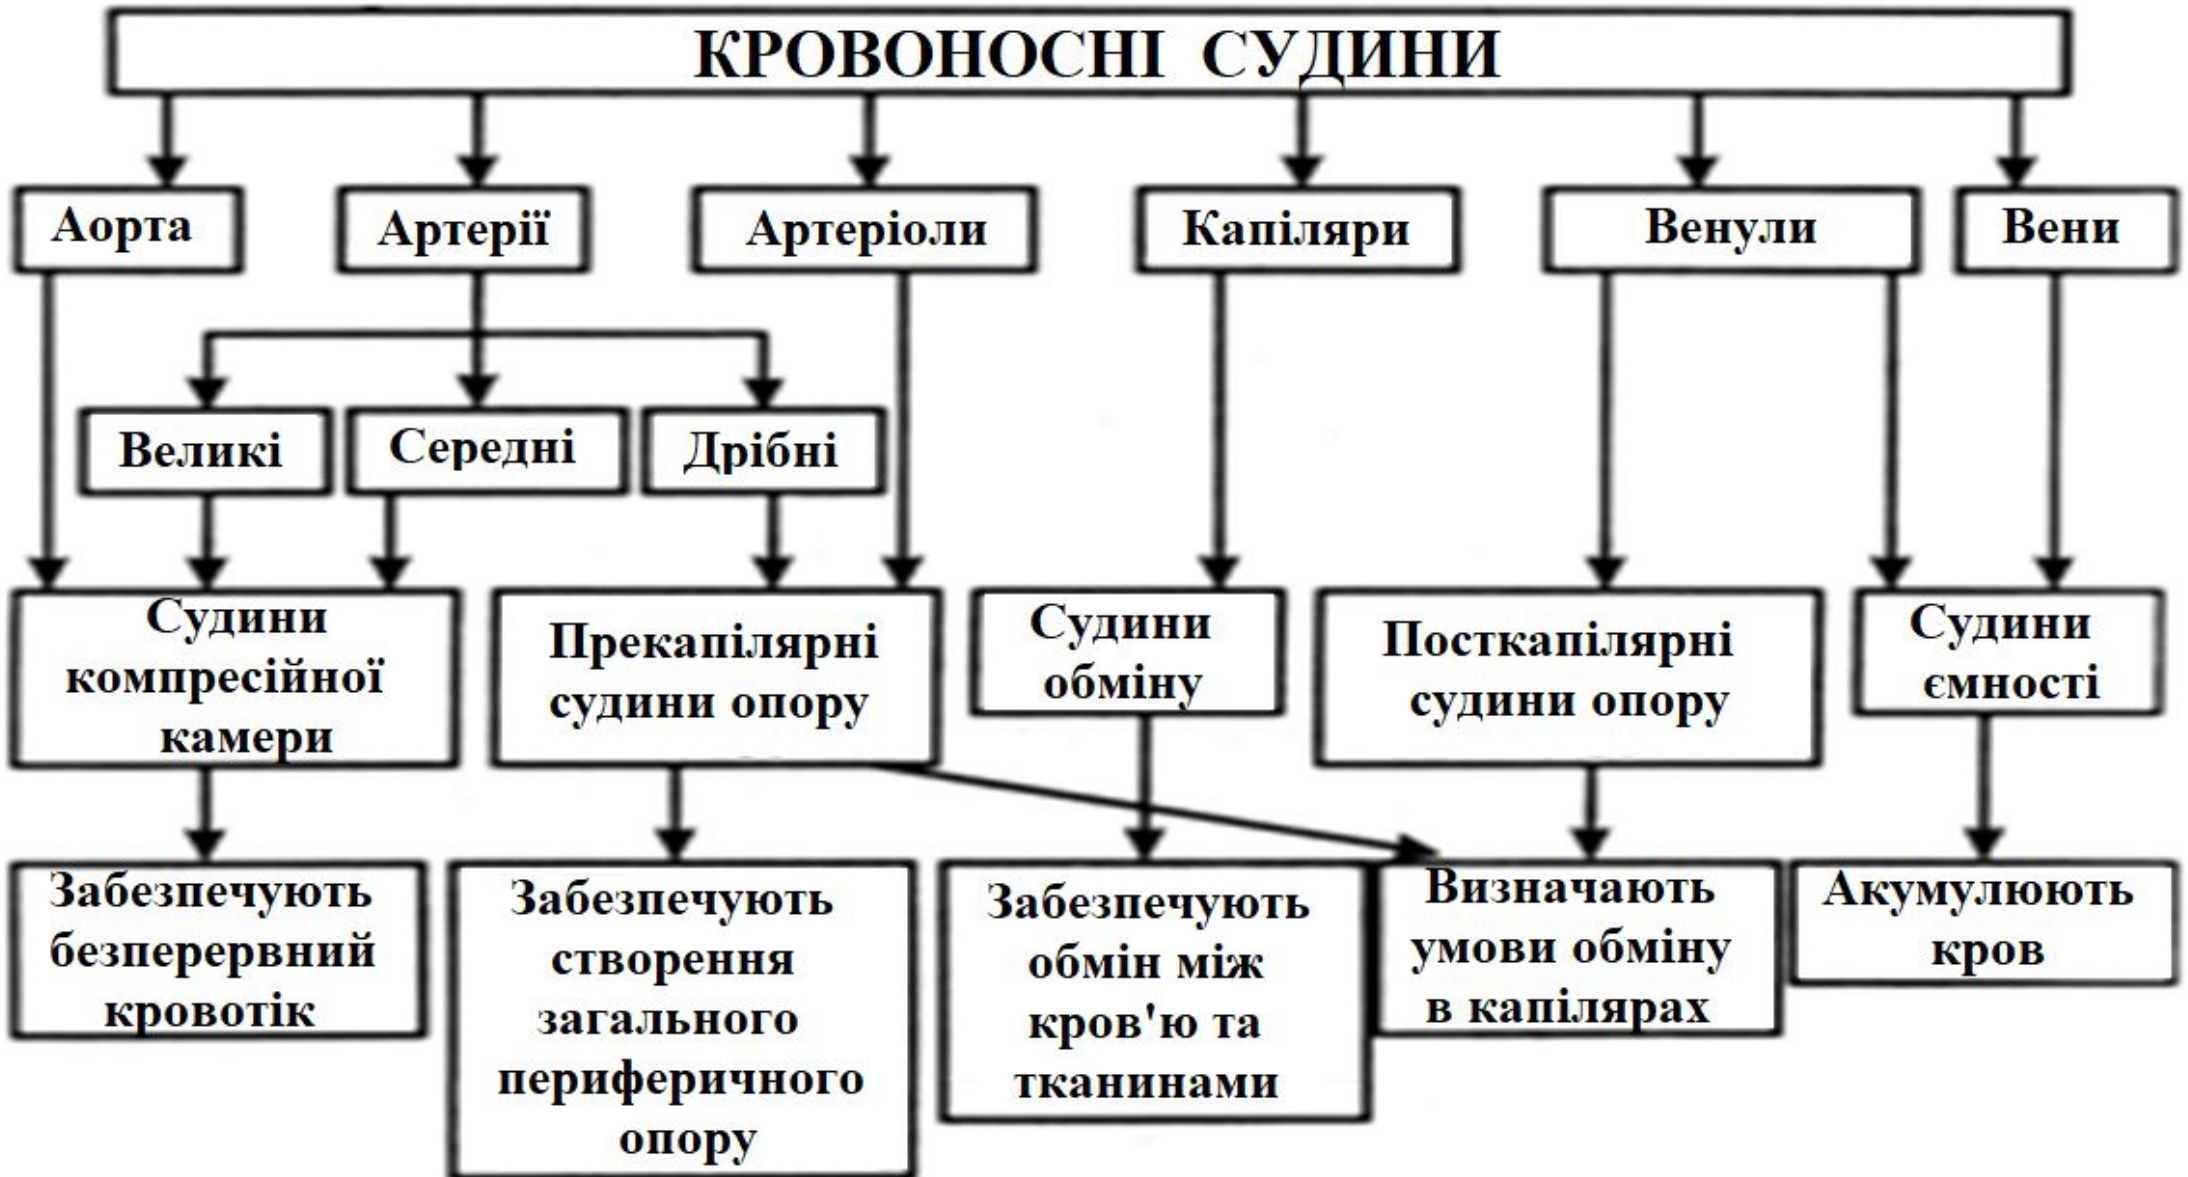 КРОВОНОСНІ СУДИНИ
Аорта
Артерії
Артеріоли
Капіляри
Венули
Вени
Великі
Середні
Дрібні
Судини
компресійної
камери
Прекапілярні
судини опору
Судини
обміну
Посткапілярні
судини опору
Судини
ємності
Забезпечують
безперервний
кровотік
Забезпечують
створення
загального
периферичного
опору
Забезпечують
обмін між
кров'ю та
тканинами
Визначають
умови обміну
в капілярах
Акумулюють
кров